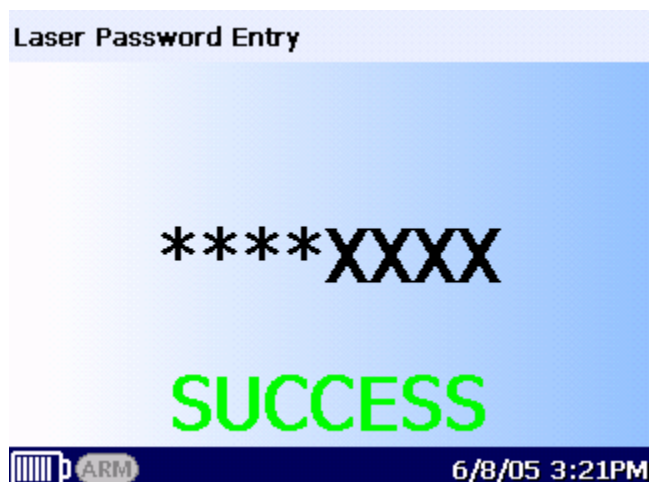 Laser Password Entry
****XXXX
SUCCESS
ARM 6/8/05 3:21PM